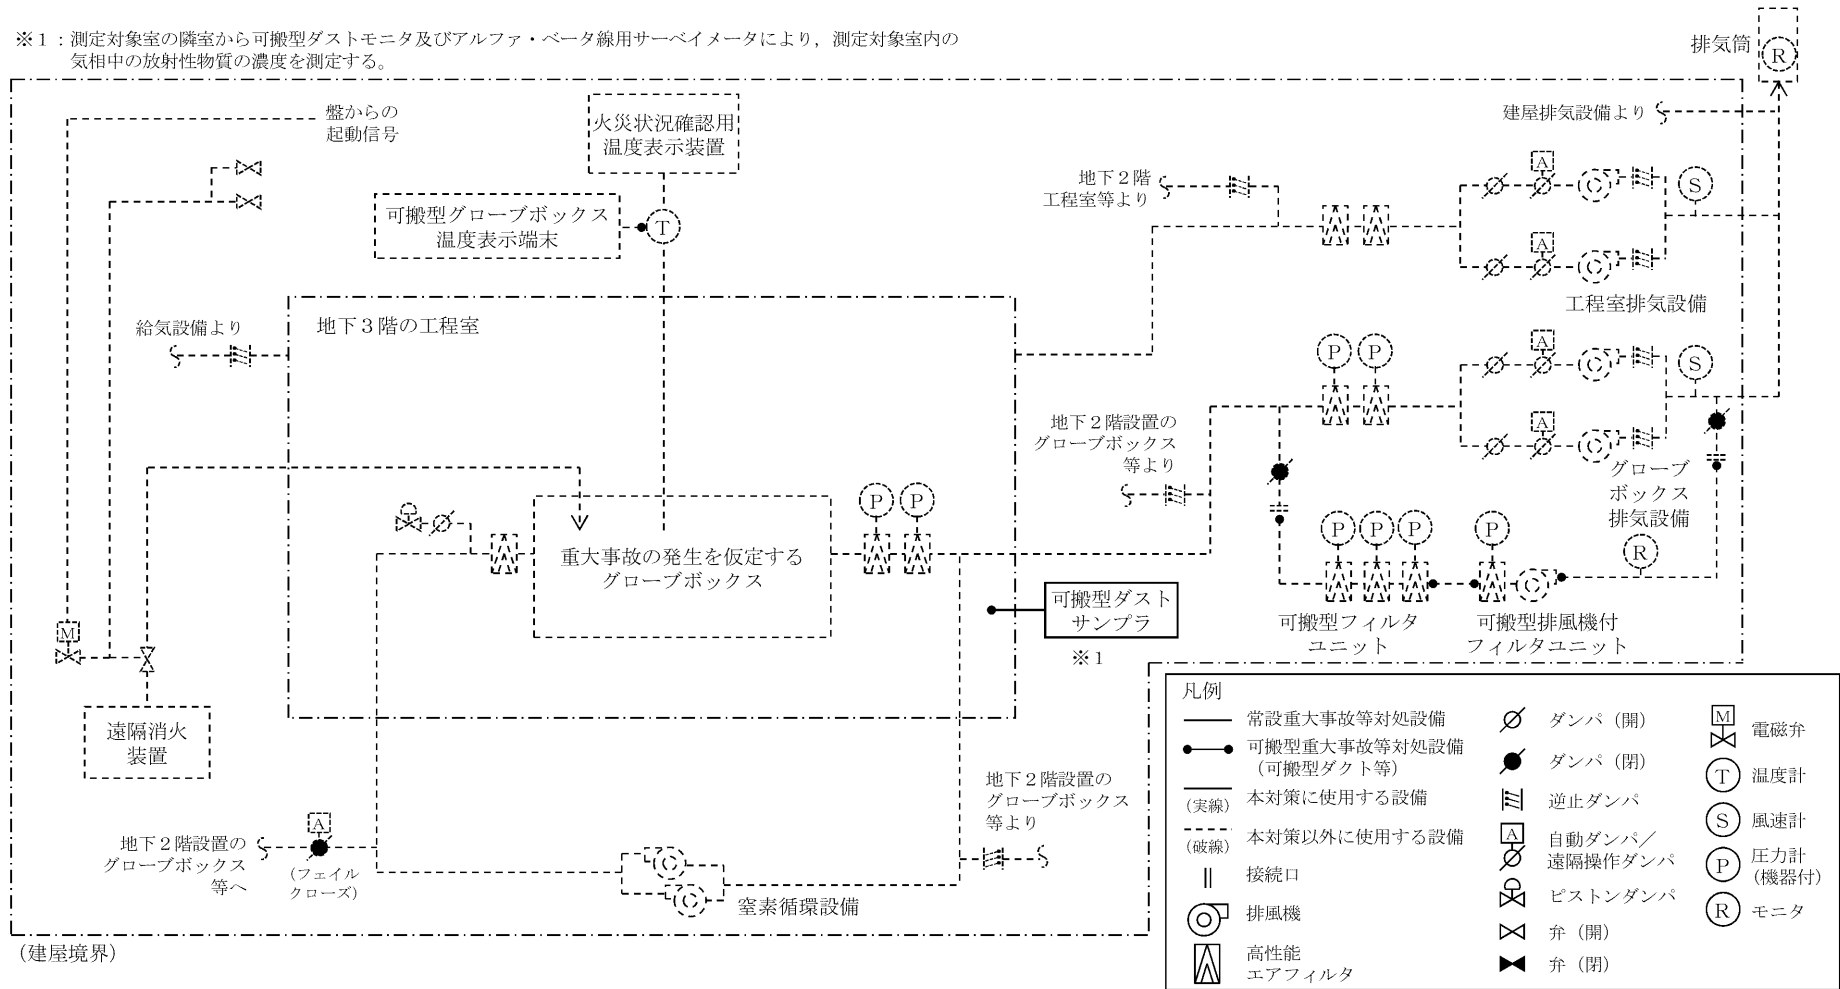 ※1：測定対象室の隣室から可搬型ダストモニタ及びアルファ・ベータ線用サーベイメータにより，測定対象室内の
気相中の放射性物質の濃度を測定する。
排気筒
R
盤からの
起動信号
火災状況確認用
温度表示装置
建屋排気設備より
可搬型グローブボックス
温度表示端末
T
地下２階
工程室等より
A
S
A
工程室排気設備
給気設備より
地下３階の工程室
P
P
A
S
A
地下２階設置の
グローブボックス
等より
グローブ
ボックス
排気設備
P
P
重大事故の発生を仮定する
グローブボックス
P
P
P
P
R
可搬型フィルタ
ユニット
可搬型排風機付
フィルタユニット
可搬型ダスト
サンプラ
※1
M
遠隔消火
装置
地下２階設置の
グローブボックス
等へ
A
（フェイル
クローズ）
窒素循環設備
地下２階設置の
グローブボックス
等より
（建屋境界）
凡例
常設重大事故等対処設備
可搬型重大事故等対処設備
（可搬型ダクト等）
（実線）
本対策に使用する設備
（破線）
本対策以外に使用する設備
接続口
排風機
高性能
エアフィルタ
ダンパ（開）
ダンパ（閉）
逆止ダンパ
A
自動ダンパ／
遠隔操作ダンパ
ピストンダンパ
弁（開）
弁（閉）
M
電磁弁
T
温度計
S
風速計
P
圧力計
（機器付）
R
モニタ